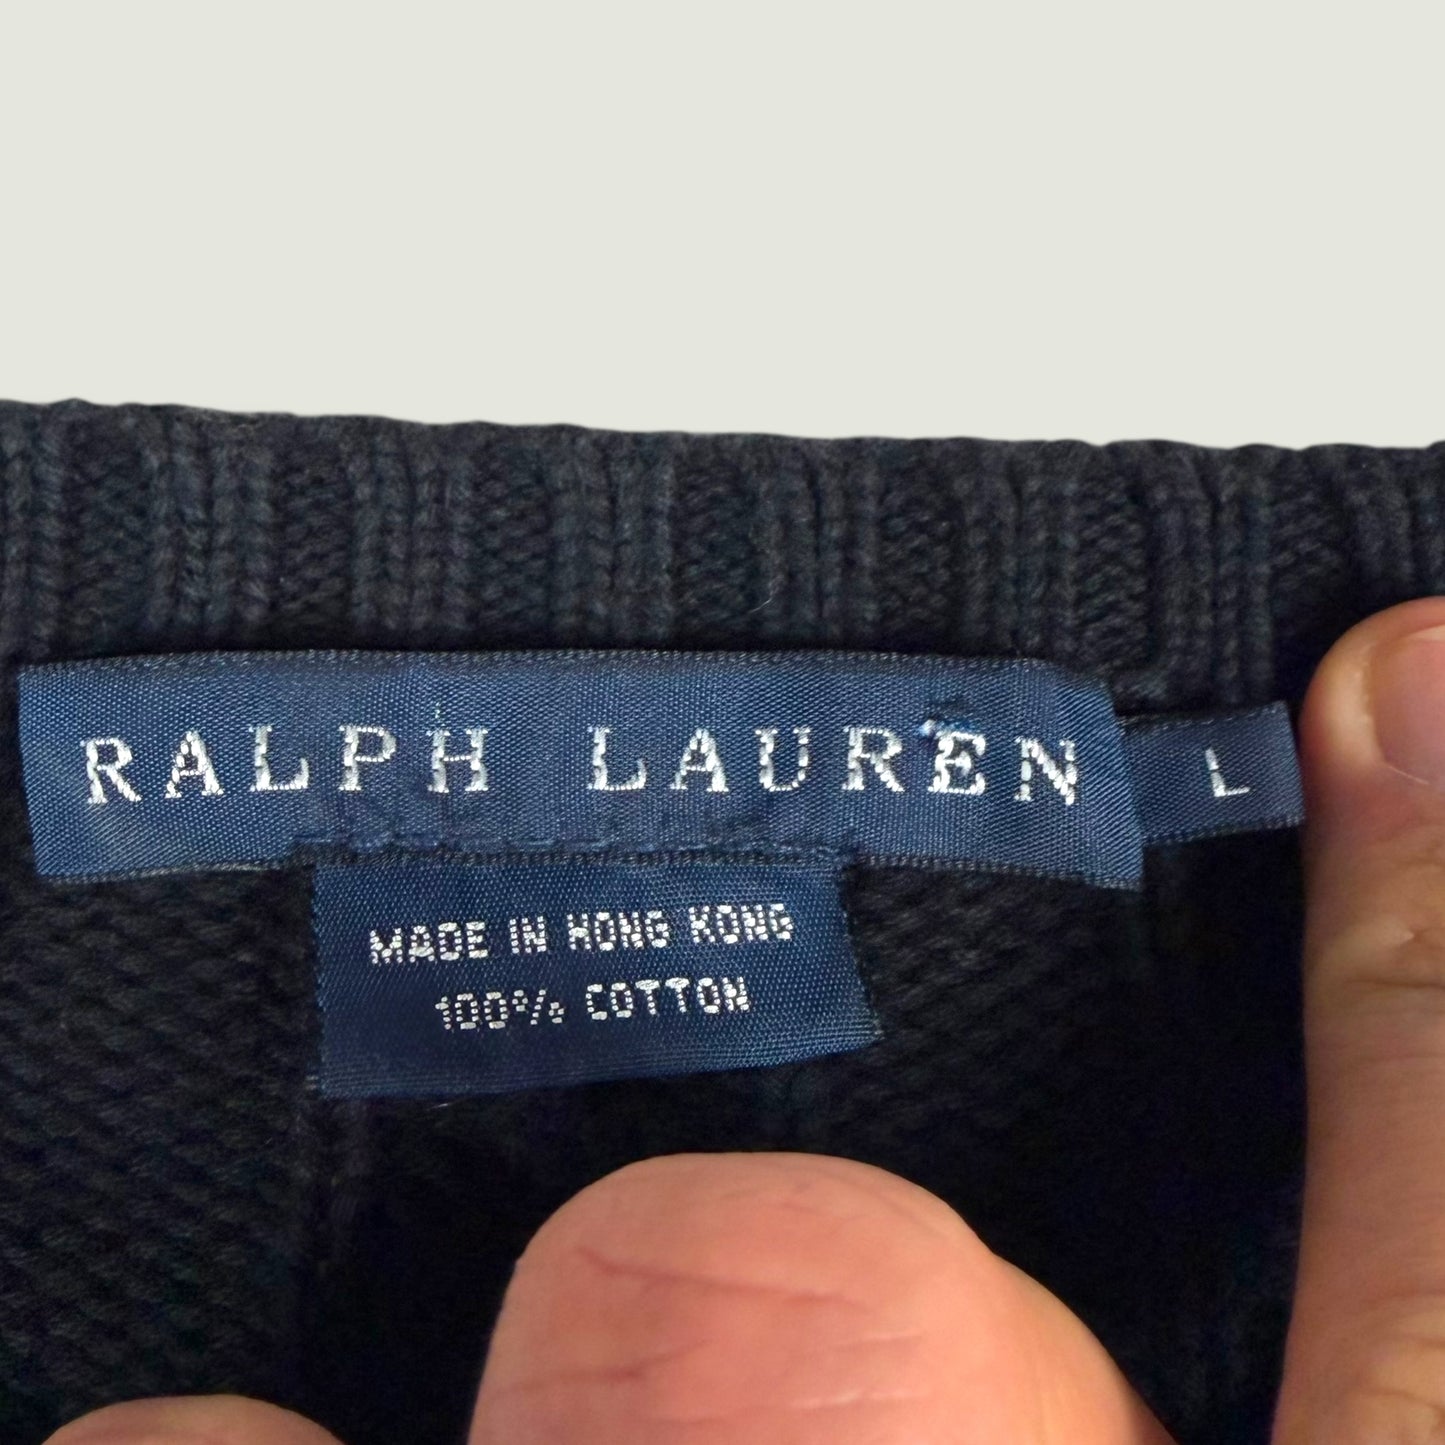 RALPH LAUREN L
MADE IN HONG KONG
100% COTTON